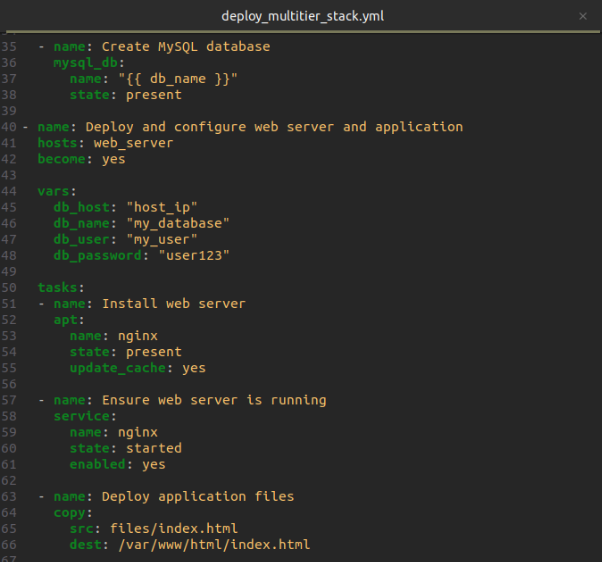 deploy_multitier_stack.yml ×
35 - name: Create MySQL database
36 mysql_db:
37 name: "{{ db_name }}"
38 state: present
39
40 - name: Deploy and configure web server and application
41 hosts: web_server
42 become: yes
43
44 vars:
45 db_host: "host_ip"
46 db_name: "my_database"
47 db_user: "my_user"
48 db_password: "user123"
49
50 tasks:
51 - name: Install web server
52 apt:
53 name: nginx
54 state: present
55 update_cache: yes
56
57 - name: Ensure web server is running
58 service:
59 name: nginx
60 state: started
61 enabled: yes
62
63 - name: Deploy application files
64 copy:
65 src: files/index.html
66 dest: /var/www/html/index.html
67